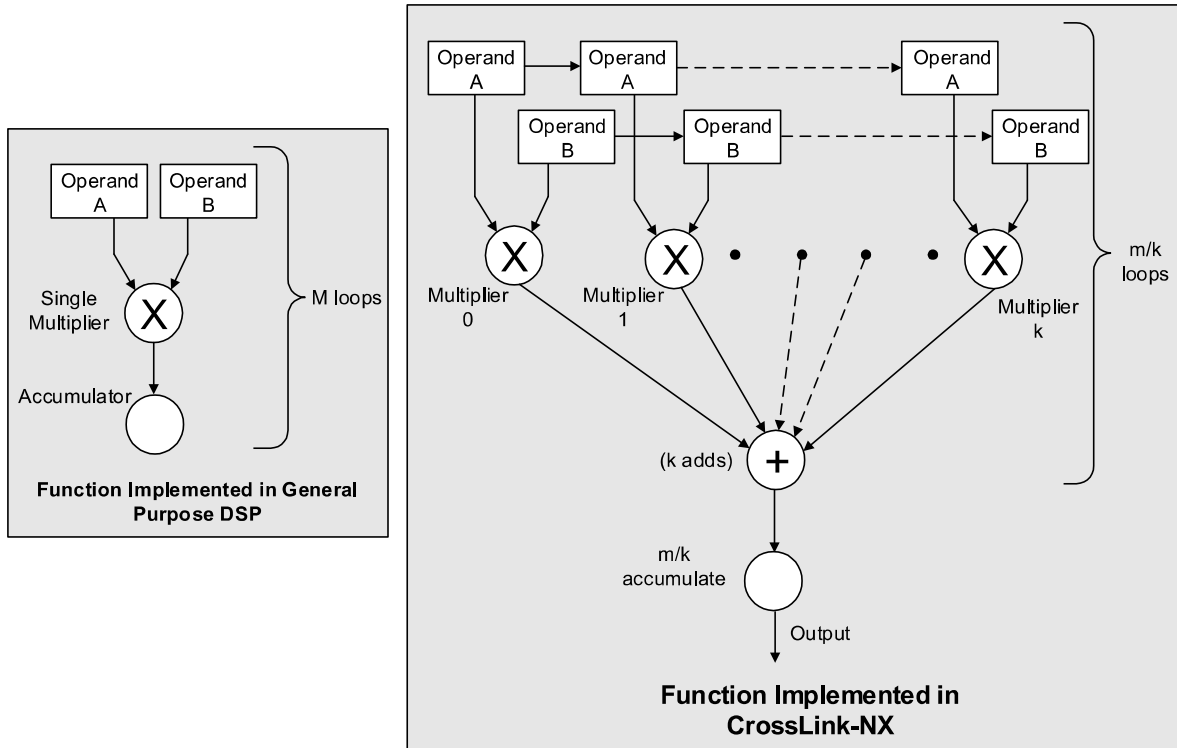 Operand
A
Operand
B
Single
Multiplier
X
Accumulator
M loops
Function Implemented in General
Purpose DSP
Operand
A
Operand
A
Operand
A
Operand
B
Operand
B
Operand
B
X
X
X
Multiplier
0
Multiplier
1
Multiplier
k
m/k
loops
(k adds)
+
m/k
accumulate
Output
Function Implemented in
CrossLink-NX